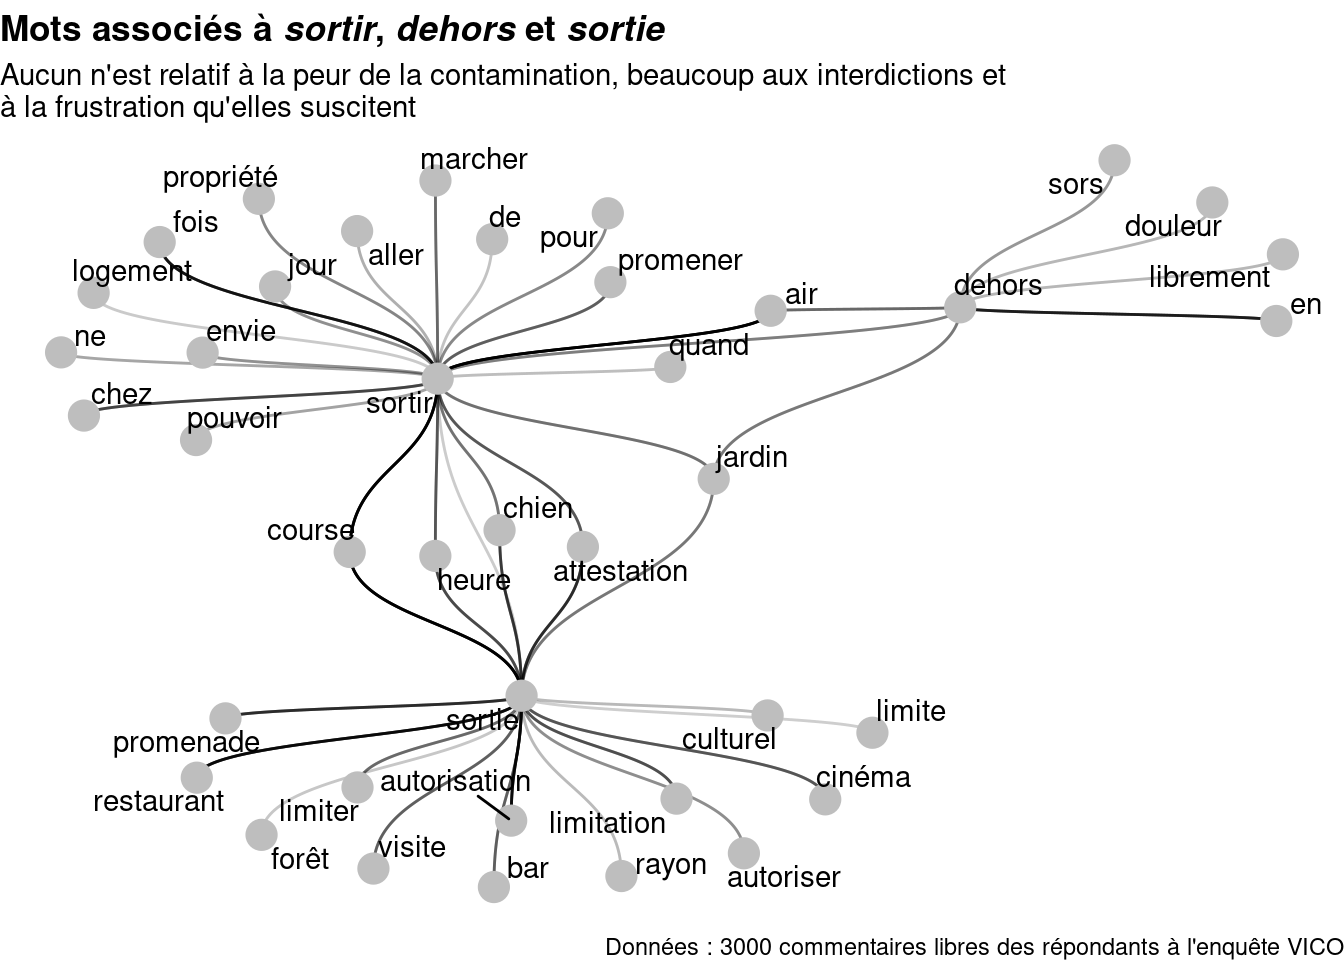 Mots associés à sortir, dehors et sortie
Aucun n'est relatif à la peur de la contamination, beaucoup aux interdictions et
à la frustration qu'elles suscitent
marcher
propriété
sors
fois
de
pour
douleur
aller
jour
promener
logement
librement
dehors
air
en
ne
envie
quand
chez
sortir
pouvoir
jardin
chien
course
heure
attestation
limite
sortie
promenade
culturel
cinéma
autorisation
restaurant
limiter
limitation
visite
forêt
bar
rayon
autoriser
Données : 3000 commentaires libres des répondants à l'enquête VICO